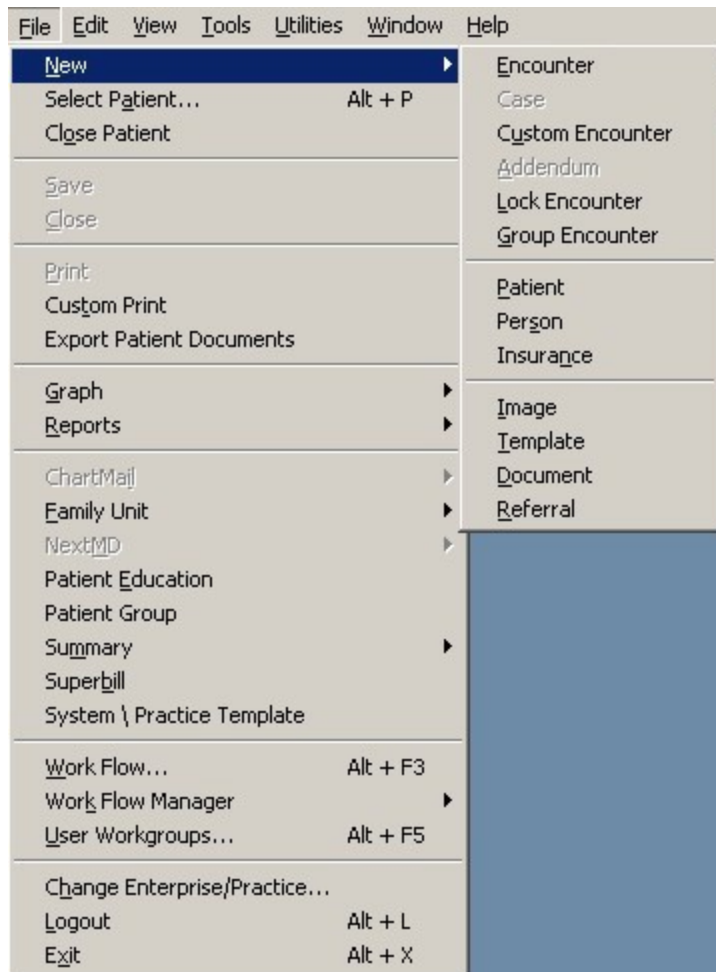 File Edit View Tools Utilities Window Help
New
Select Patient... Alt + P
Close Patient
Save
Close
Print
Custom Print
Export Patient Documents
Graph
Reports
ChartMail
Family Unit
NextMD
Patient Education
Patient Group
Summary
Superbill
System \ Practice Template
Work Flow... Alt + F3
Work Flow Manager
User Workgroups... Alt + F5
Change Enterprise/Practice...
Logout Alt + L
Exit Alt + X
Encounter
Case
Custom Encounter
Addendum
Lock Encounter
Group Encounter
Patient
Person
Insurance
Image
Template
Document
Referral